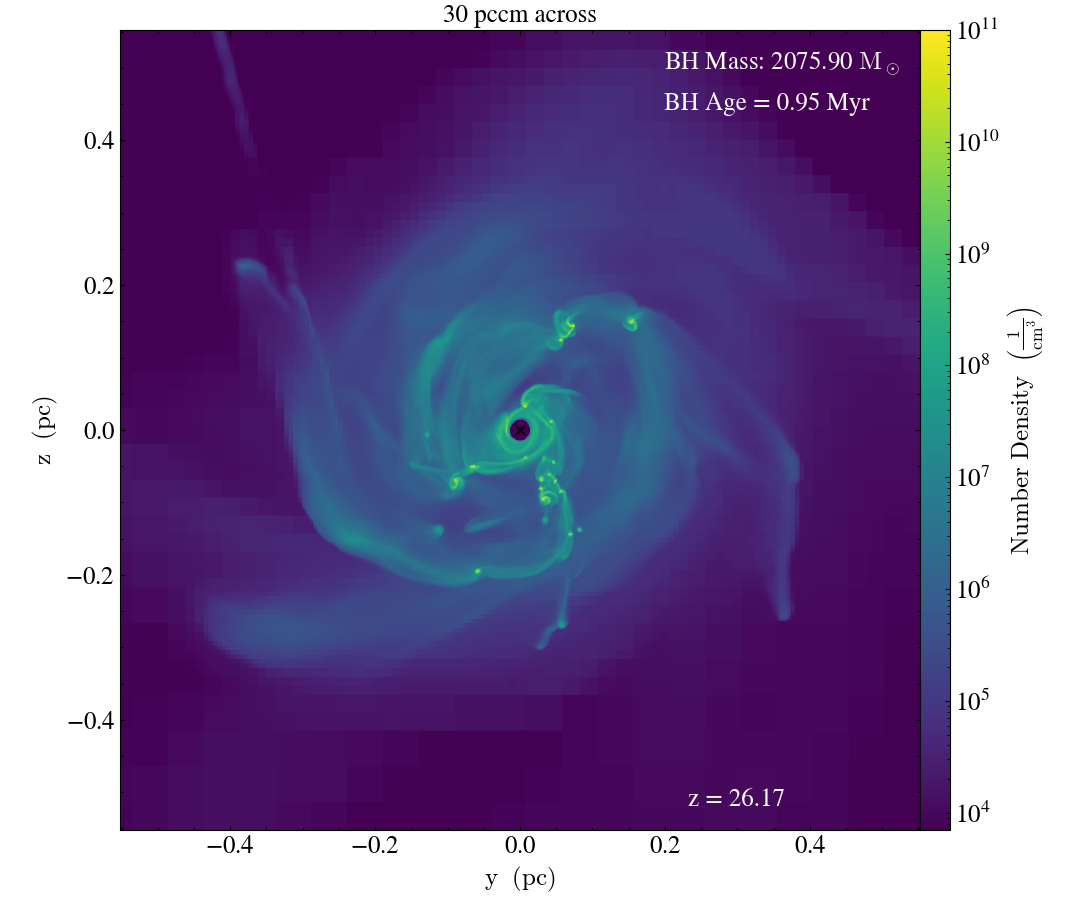 30 pccm across
BH Mass: 2075.90 M⊙
BH Age = 0.95 Myr
z = 26.17
0.4
0.2
0.0
−0.2
−0.4
z (pc)
−0.4
−0.2
0.0
0.2
0.4
y (pc)
10¹¹
10¹⁰
10⁹
10⁸
10⁷
10⁶
10⁵
10⁴
Number Density (1/cm³)